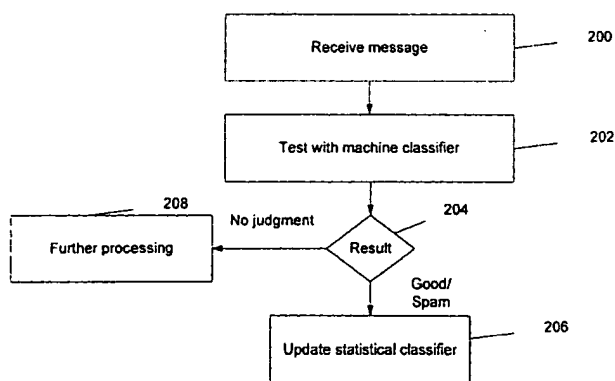 Receive message
200
Test with machine classifier
202
208
No judgment
204
Further processing
Result
Good/
Spam
206
Update statistical classifier